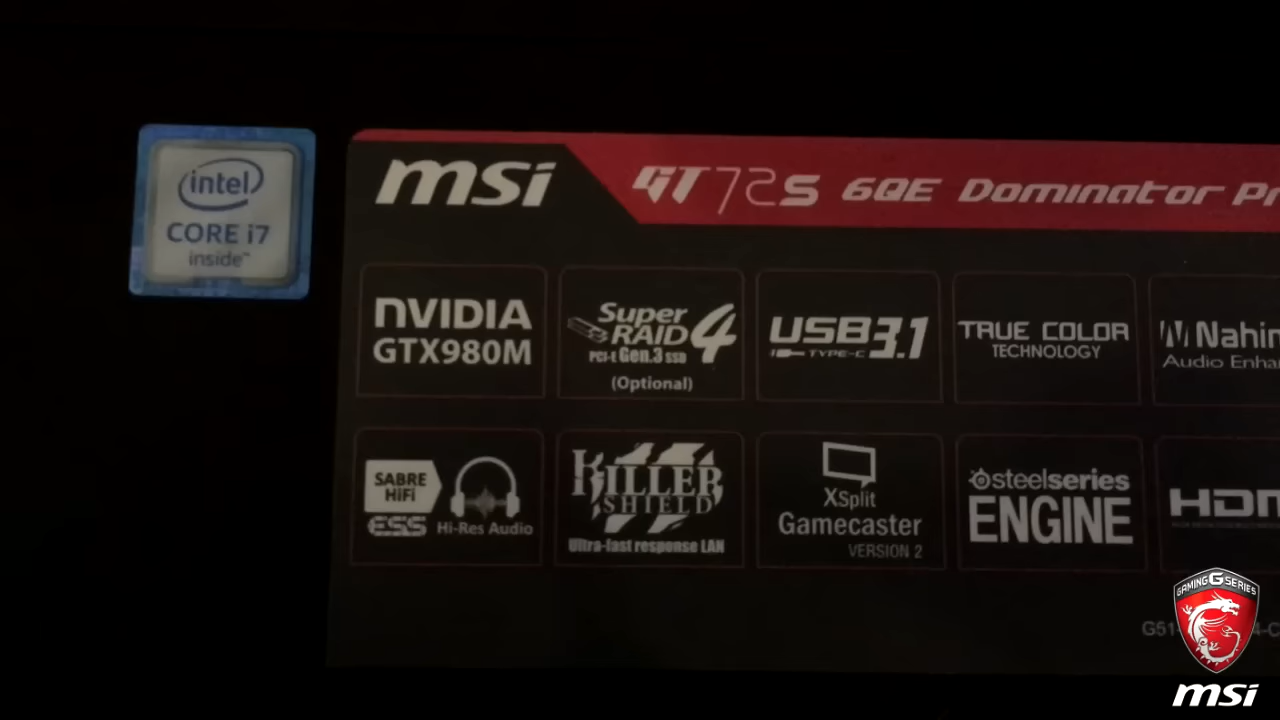 intel
CORE i7
inside™
msi
GT72S 6QE Dominator
NVIDIA
GTX980M
Super
RAID 4
PCI-E Gen.3 SSD
(Optional)
USB 3.1
TYPE-C
TRUE COLOR
TECHNOLOGY
Audio
SABRE
HiFi
ESS
Hi-Res Audio
KILLER
SHIELD
Ultra-fast response LAN
XSplit
Gamecaster
VERSION 2
steelseries
ENGINE
GAMING G SERIES
msi